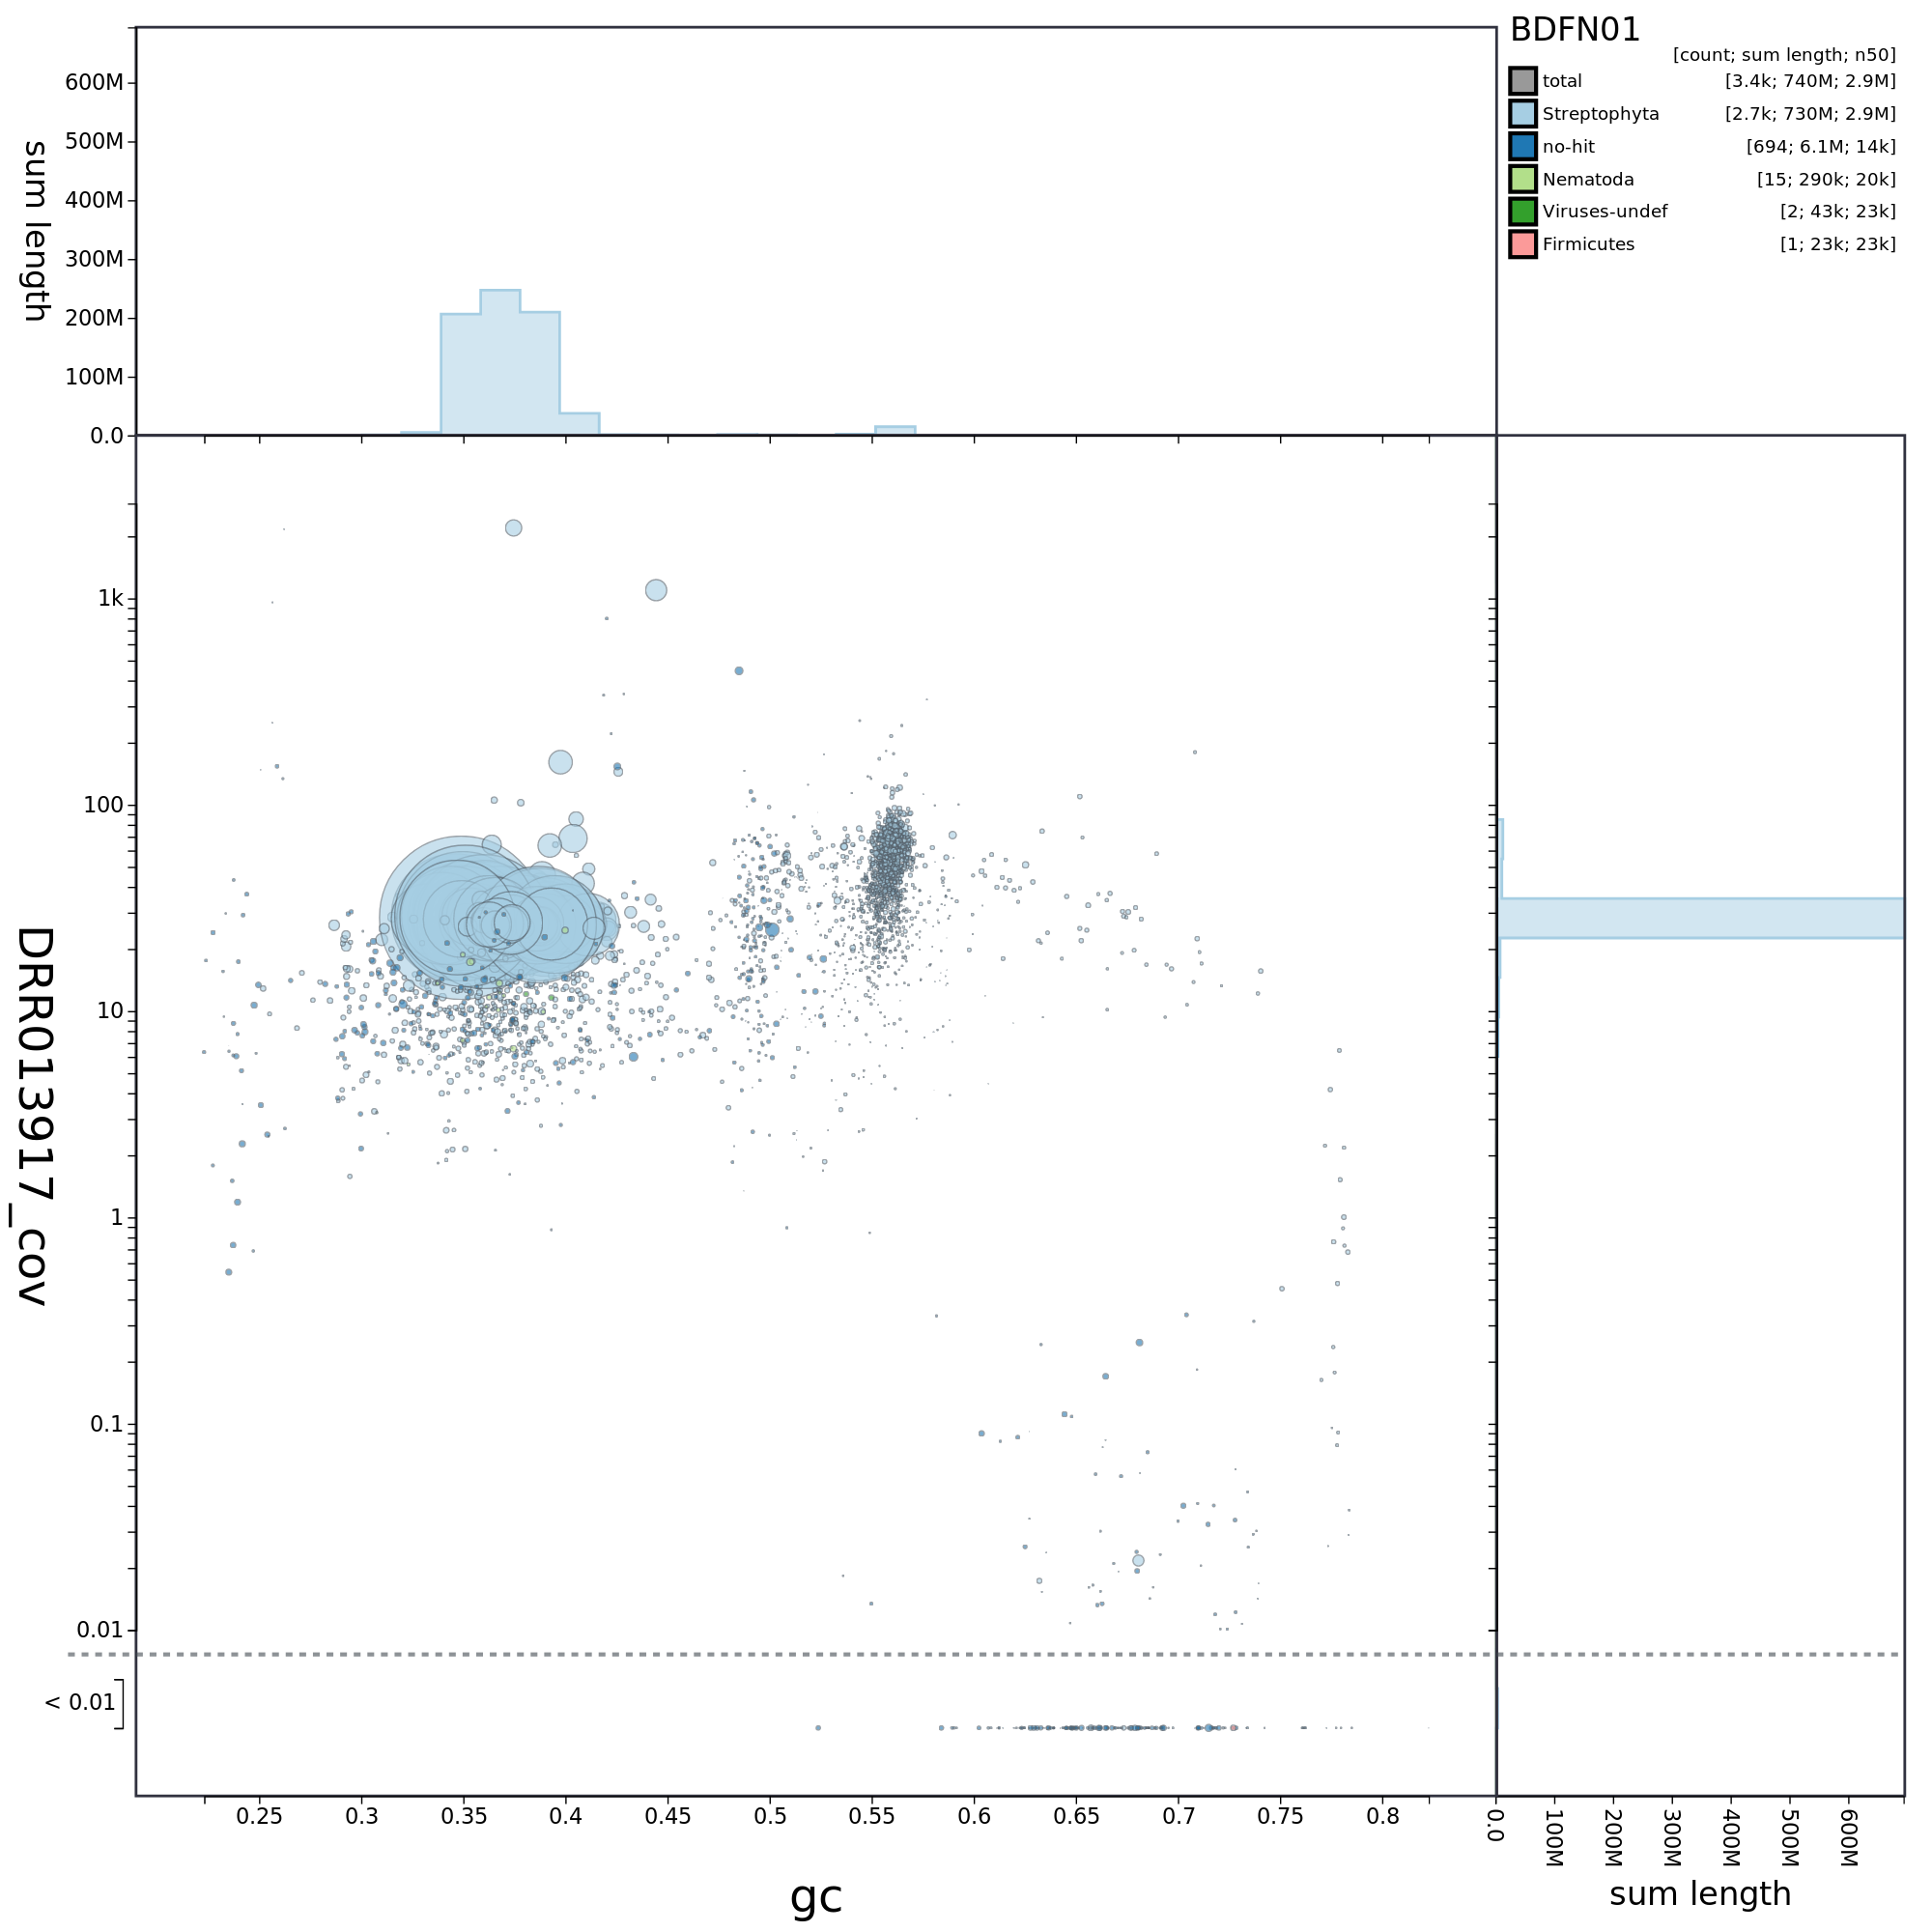 BDFN01
[count; sum length; n50]
total [3.4k; 740M; 2.9M]
Streptophyta [2.7k; 730M; 2.9M]
no-hit [694; 6.1M; 14k]
Nematoda [15; 290k; 20k]
Viruses-undef [2; 43k; 23k]
Firmicutes [1; 23k; 23k]
sum length
600M
500M
400M
300M
200M
100M
0.0
DRR013917_cov
1k
100
10
1
0.1
0.01
< 0.01
0.25 0.3 0.35 0.4 0.45 0.5 0.55 0.6 0.65 0.7 0.75 0.8
gc
0.0 100M 200M 300M 400M 500M 600M
sum length